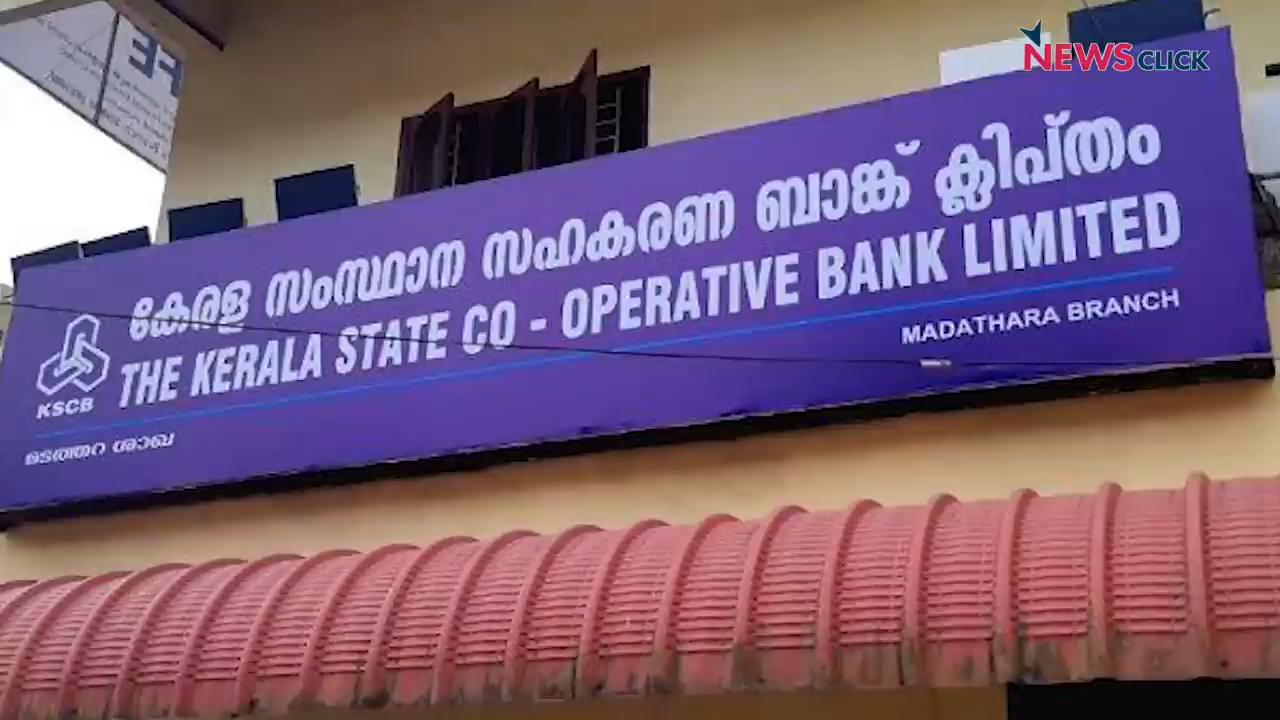 NEWSCLICK
കേരള സംസ്ഥാന സഹകരണ ബാങ്ക് ക്ലിപ്തം
THE KERALA STATE CO - OPERATIVE BANK LIMITED
KSCB
MADATHARA BRANCH
മടത്തറ ശാഖ